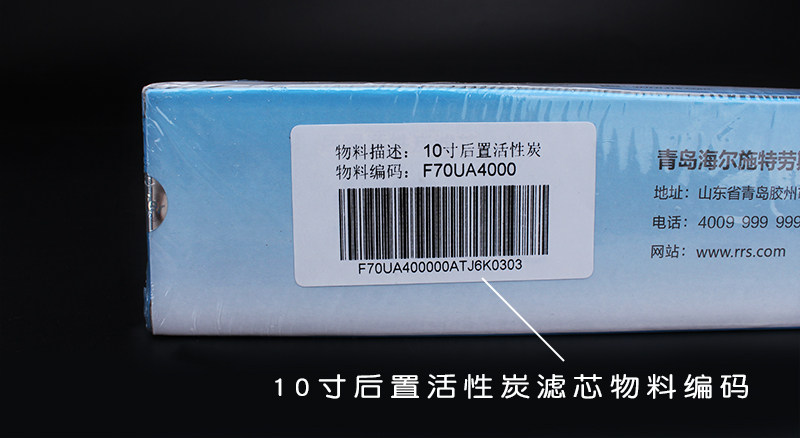 物料描述：10寸后置活性炭
物料编码：F70UA4000
F70UA400000ATJ6K0303
青岛海尔施特劳
地址：山东省青岛胶州
电话：4009 999 999
网站：www.rrs.com
10寸后置活性炭滤芯物料编码